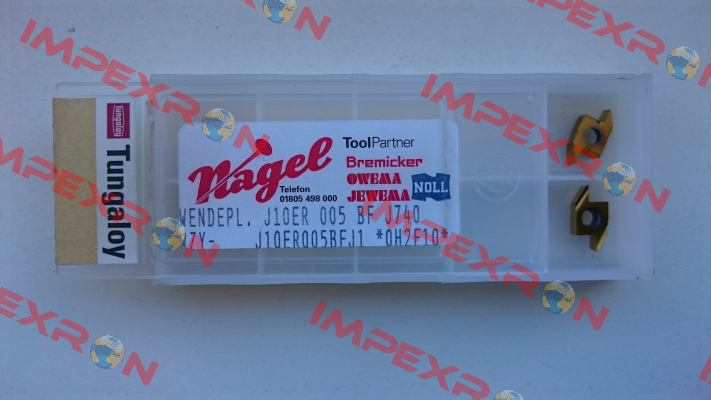 IMPEXRON
IMPEXRON
IMPEXRON
IMPEXRON
IMPEXRON
IMPEXRON
IMPEXRON
Tungaloy
Tungaloy
Nagel
Telefon
01805 498 000
ToolPartner
Bremicker
OWEMA
JEWEMA
NOLL
WENDEPL. J10ER 005 BF J740
J10ER005BFJ1 *0H2F10*